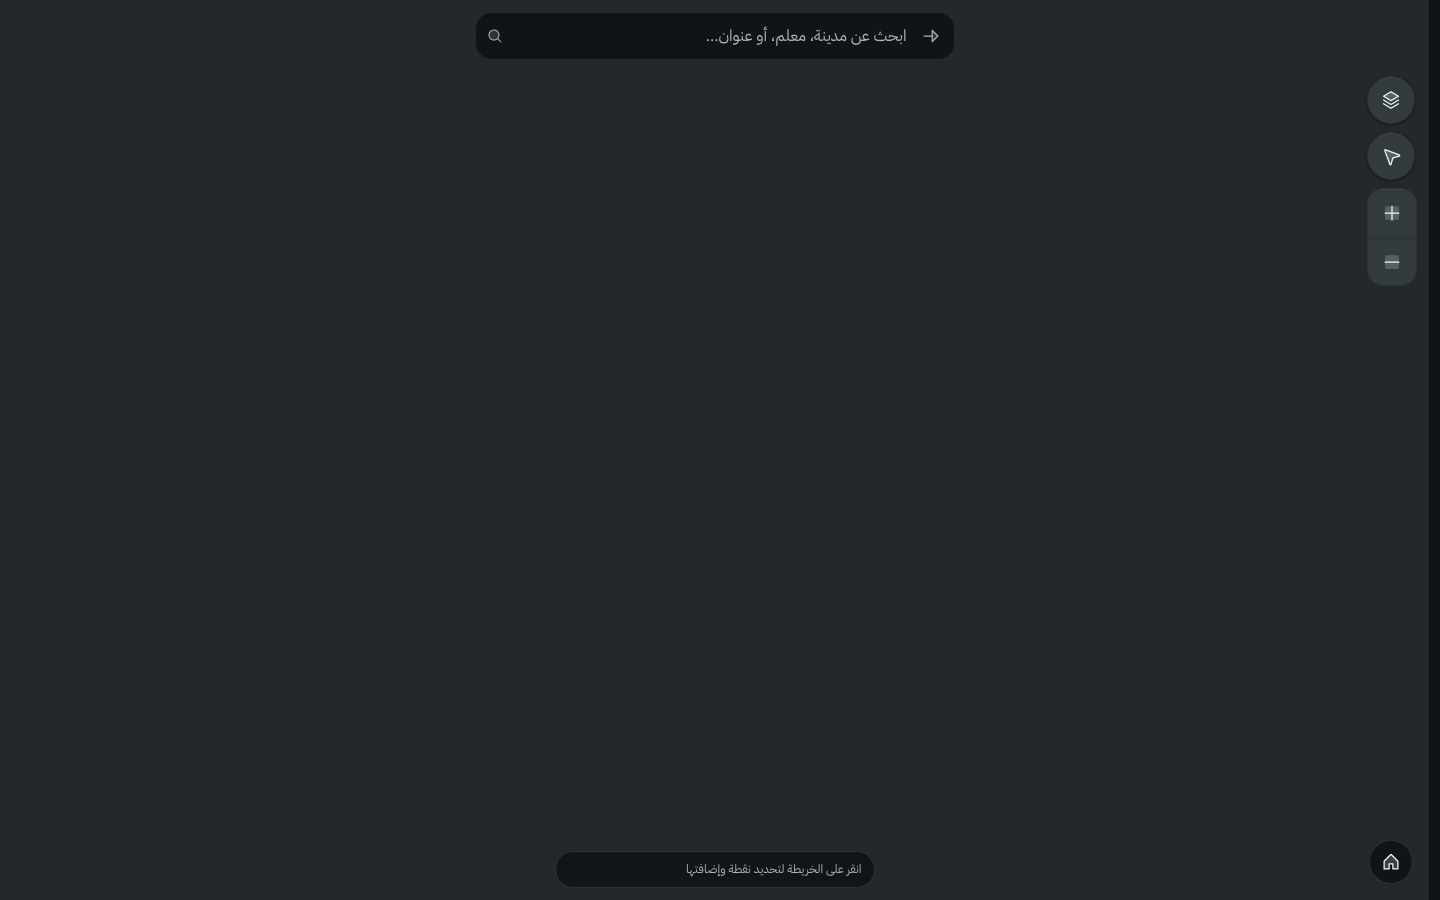 ابحث عن مدينة، معلم، أو عنوان...
انقر على الخريطة لتحديد نقطة وإضافتها